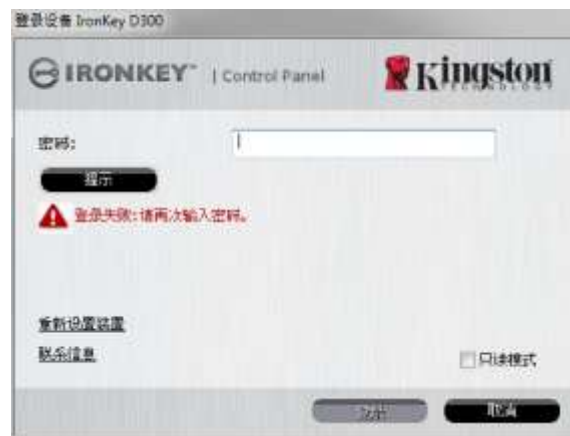 登录设备 IronKey D300
IRONKEY™ | Control Panel
Kingston
TECHNOLOGY
密码:
提示
登录失败:请再次输入密码。
重新设置装置
联系信息
只读模式
取消